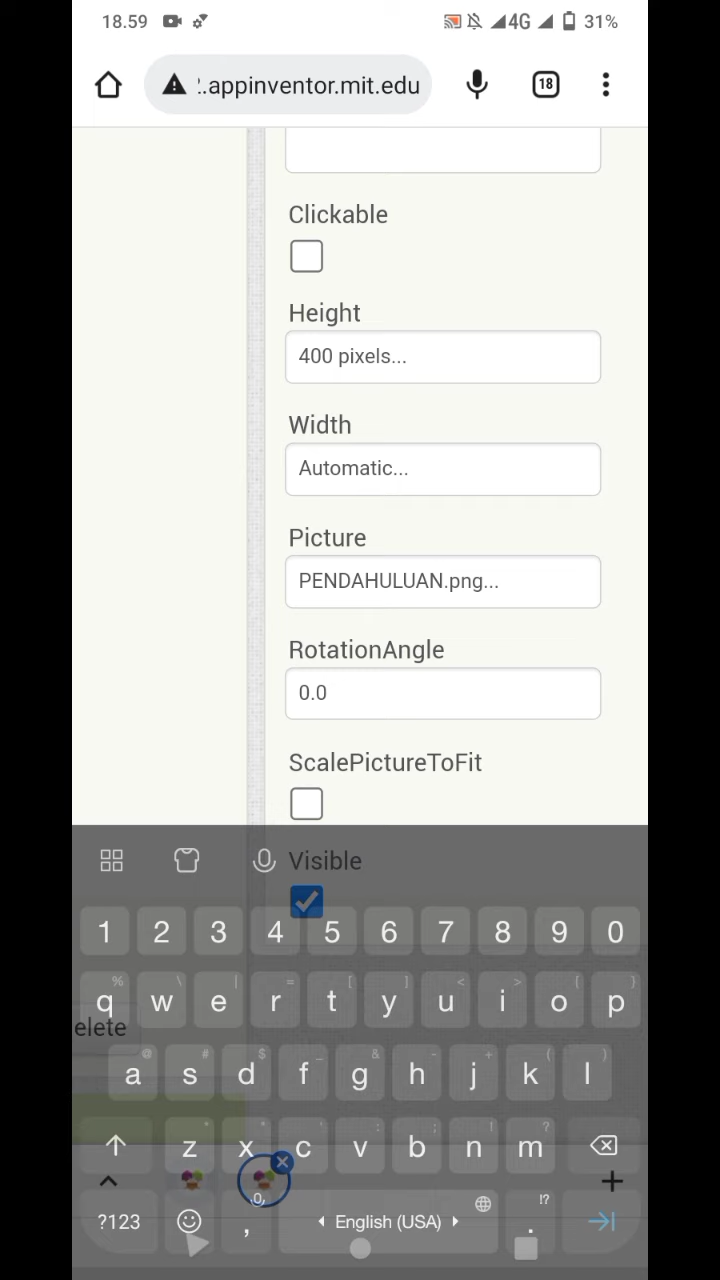 18.59 4G 31%
.appinventor.mit.edu 18
Clickable
Height
400 pixels...
Width
Automatic...
Picture
PENDAHULUAN.png...
RotationAngle
0.0
ScalePictureToFit
Visible
1 2 3 4 5 6 7 8 9 0
% \ | = [ ] < > { }
q w e r t y u i o p
elete
@ # $ _ & - + ( )
a s d f g h j k l
* " ' : ; ! ?
z x c v b n m
?123 , English (USA) . !?